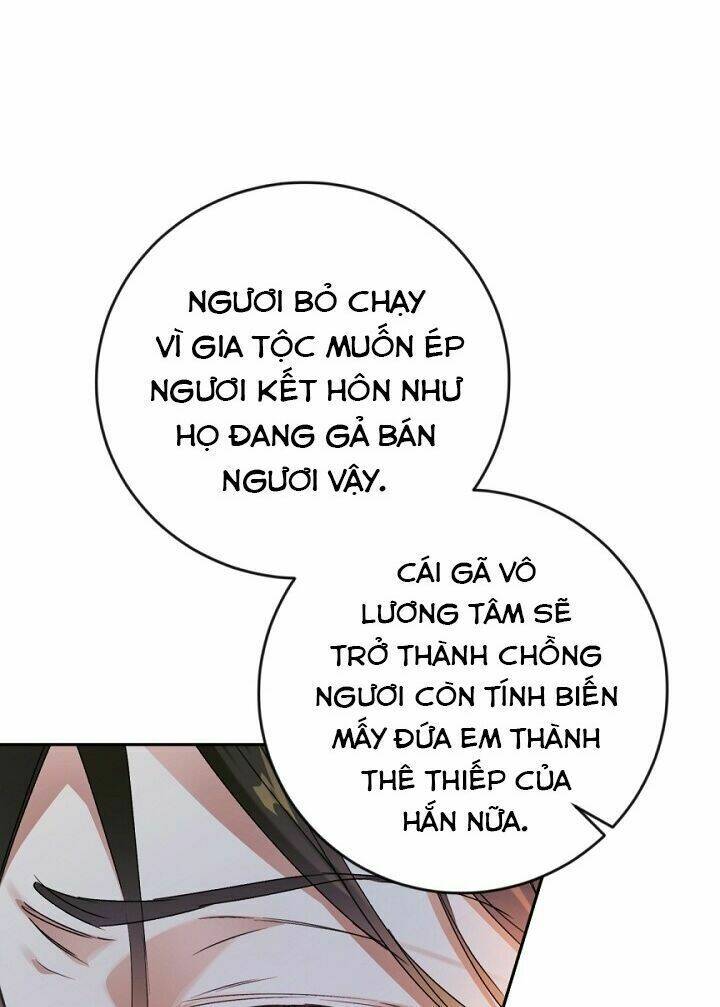 NGƯƠI BỎ CHẠY
VÌ GIA TỘC MUỐN ÉP
NGƯƠI KẾT HÔN NHƯ
HỌ ĐANG GẢ BÁN
NGƯƠI VẬY.
CÁI GÃ VÔ
LƯƠNG TÂM SẼ
TRỞ THÀNH CHỒNG
NGƯƠI CÒN TÍNH BIẾN
MẤY ĐỨA EM THÀNH
THÊ THIẾP CỦA
HẮN NỮA.